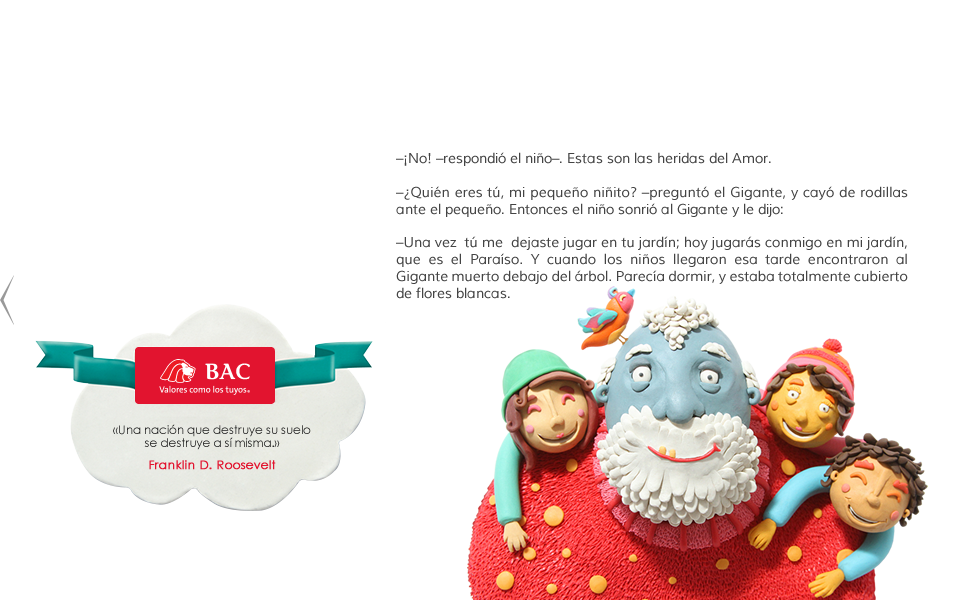 –¡No! –respondió el niño–. Estas son las heridas del Amor.
–¿Quién eres tú, mi pequeño niñito? –preguntó el Gigante, y cayó de rodillas
ante el pequeño. Entonces el niño sonrió al Gigante y le dijo:
–Una vez tú me dejaste jugar en tu jardín; hoy jugarás conmigo en mi jardín,
que es el Paraíso. Y cuando los niños llegaron esa tarde encontraron al
Gigante muerto debajo del árbol. Parecía dormir, y estaba totalmente cubierto
de flores blancas.
BAC
Valores como los tuyos®
«Una nación que destruye su suelo
se destruye a sí misma.»
Franklin D. Roosevelt